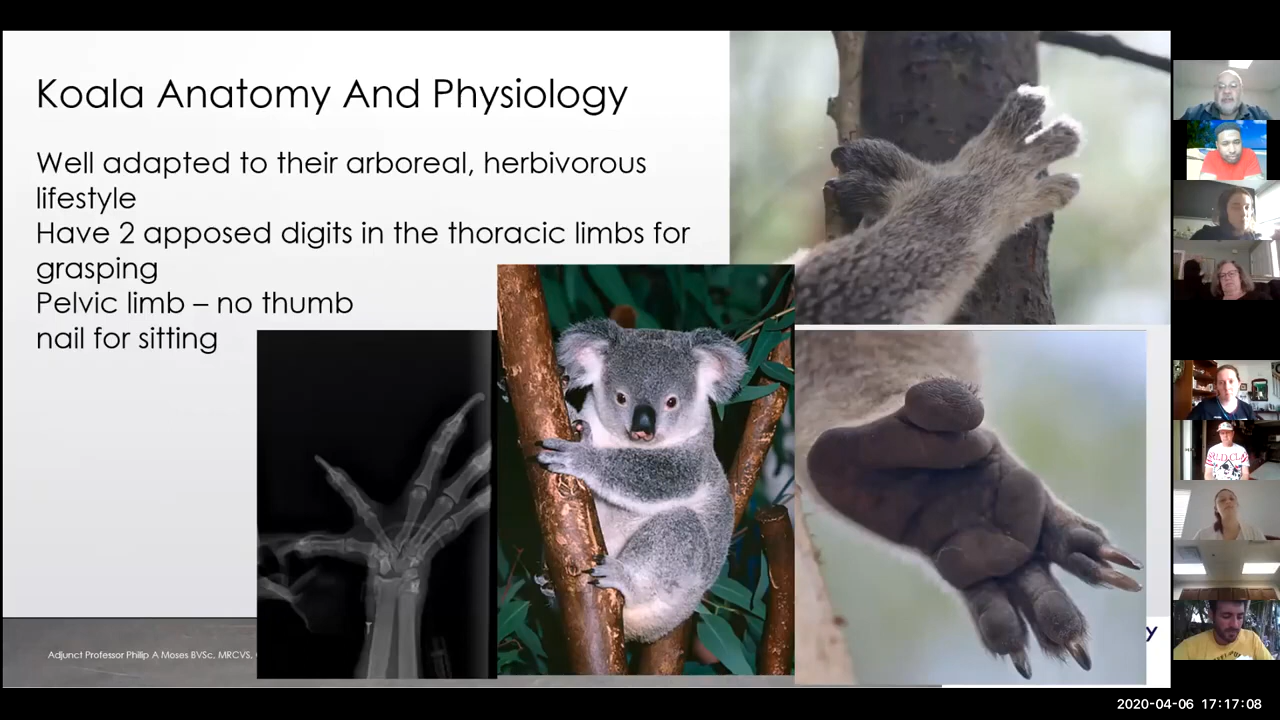 Koala Anatomy And Physiology
Well adapted to their arboreal, herbivorous
lifestyle
Have 2 apposed digits in the thoracic limbs for
grasping
Pelvic limb – no thumb
nail for sitting
Adjunct Professor Philip A Moses BVSc, MRCVS,
2020-04-06 17:17:08